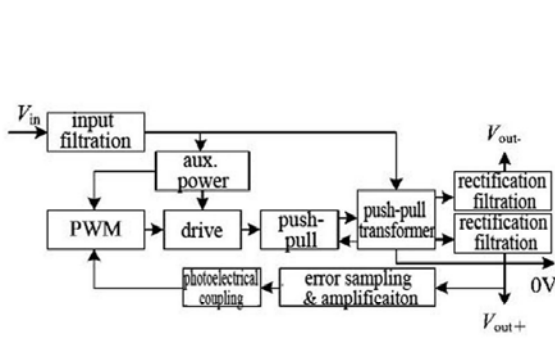 Vin
input
filtration
aux.
power
PWM
drive
push-
pull
push-pull
transformer
Vout-
rectification
filtration
rectification
filtration
0V
photoelectrical
coupling
error sampling
& amplificaiton
Vout+